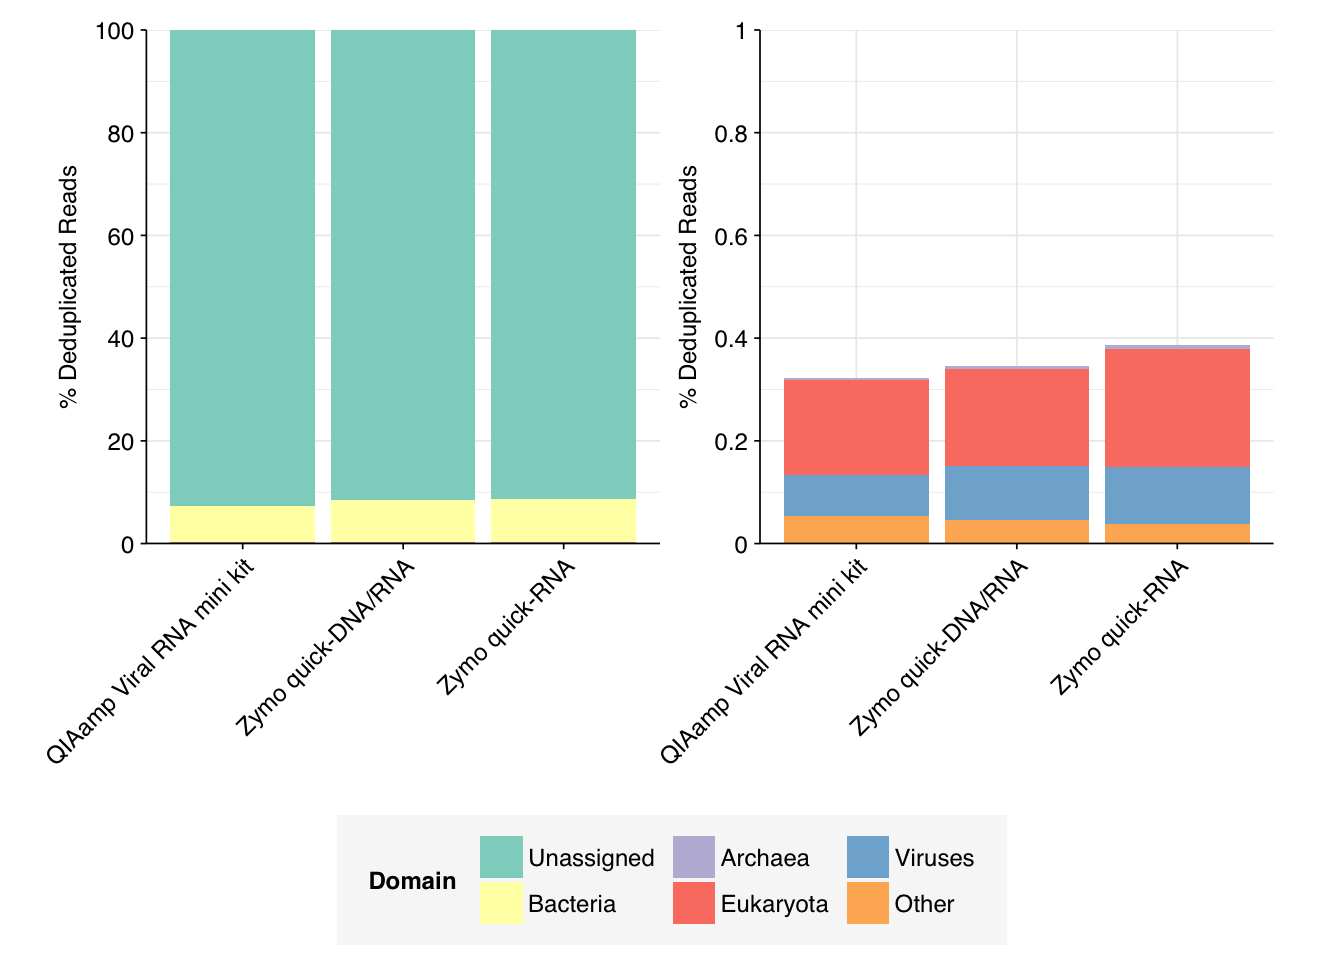 % Deduplicated Reads
100
80
60
40
20
0
QIAamp Viral RNA mini kit
Zymo quick-DNA/RNA
Zymo quick-RNA
% Deduplicated Reads
1
0.8
0.6
0.4
0.2
0
QIAamp Viral RNA mini kit
Zymo quick-DNA/RNA
Zymo quick-RNA
Domain
Unassigned
Archaea
Viruses
Bacteria
Eukaryota
Other